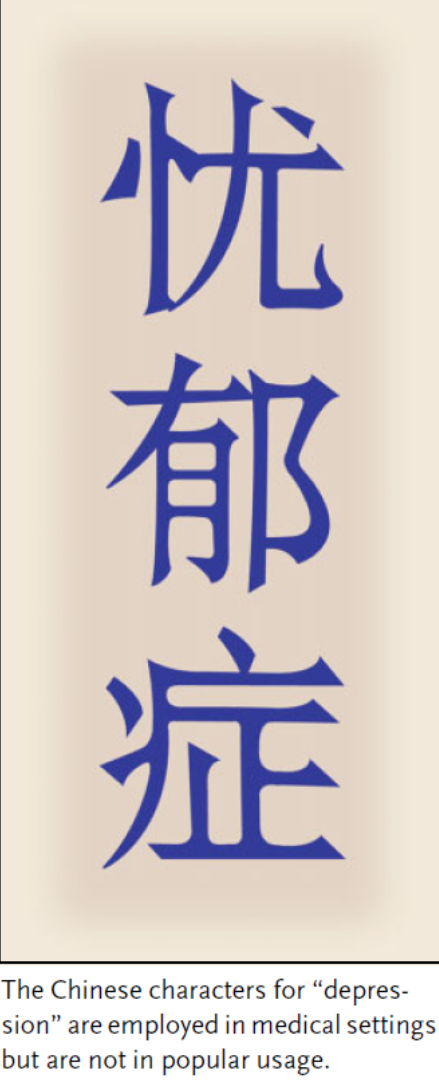 忧郁症
The Chinese characters for “depres-
sion” are employed in medical settings
but are not in popular usage.